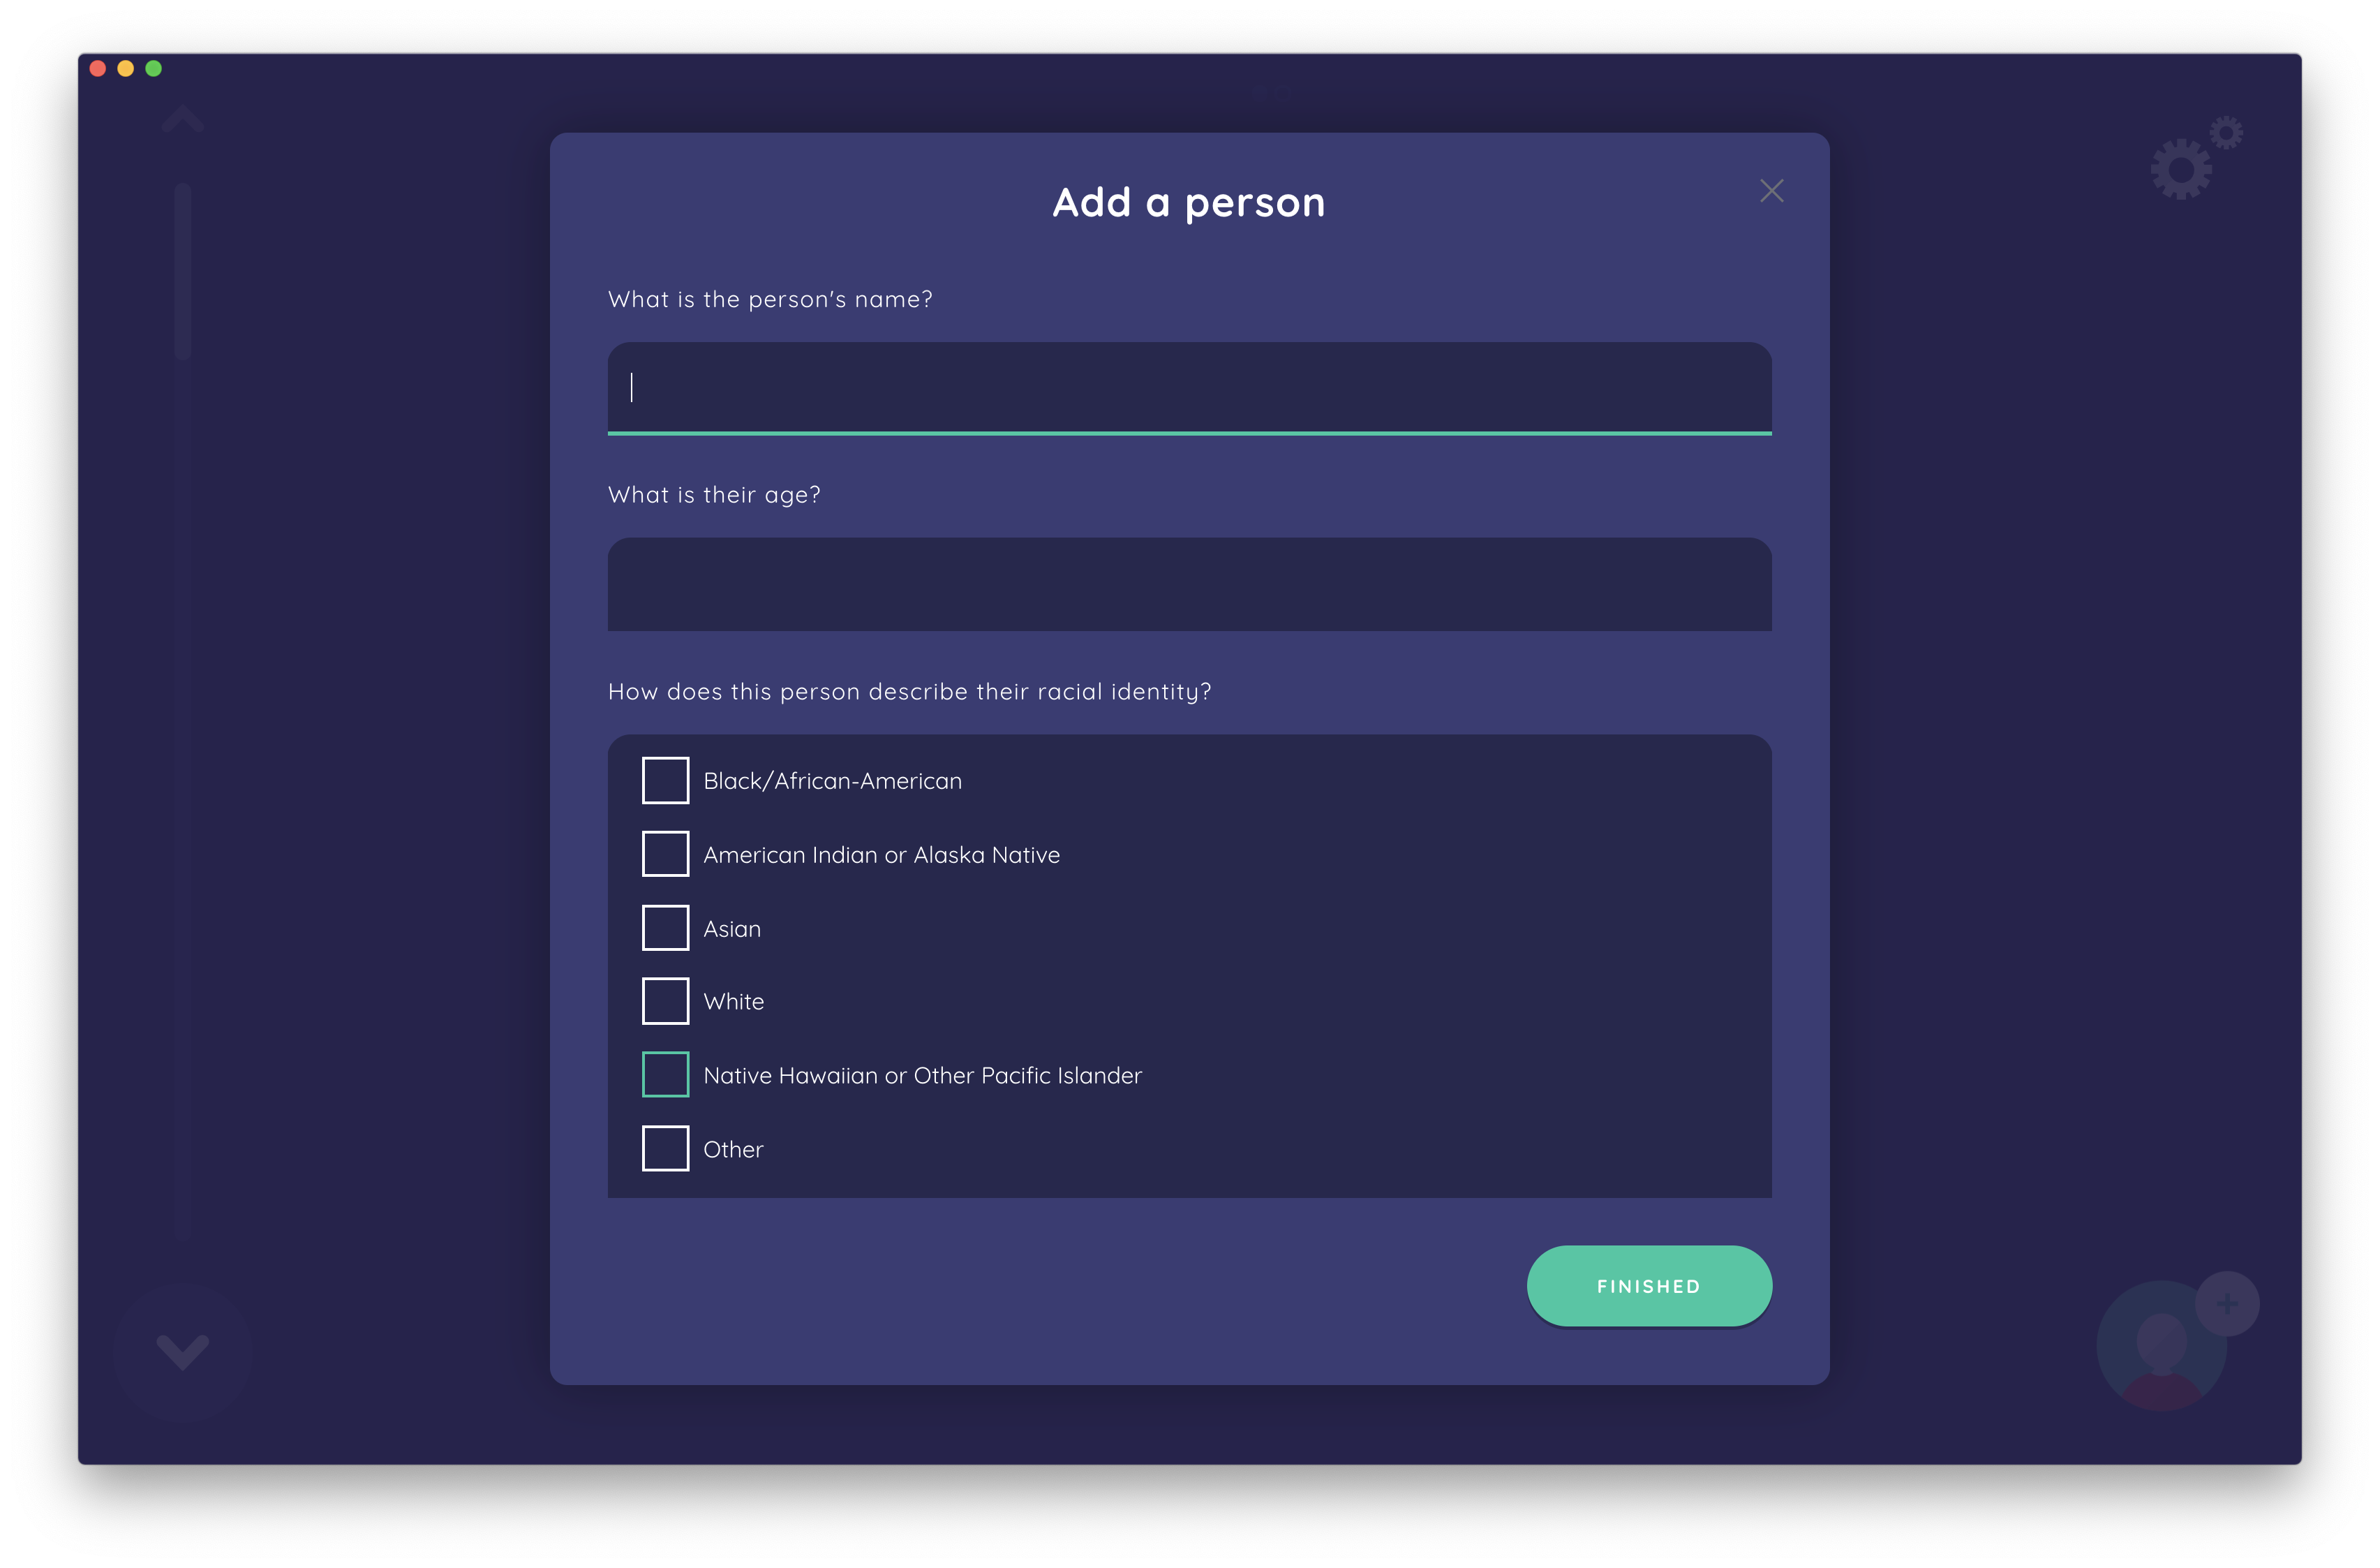 Add a person
What is the person's name?
What is their age?
How does this person describe their racial identity?
Black/African-American
American Indian or Alaska Native
Asian
White
Native Hawaiian or Other Pacific Islander
Other
FINISHED